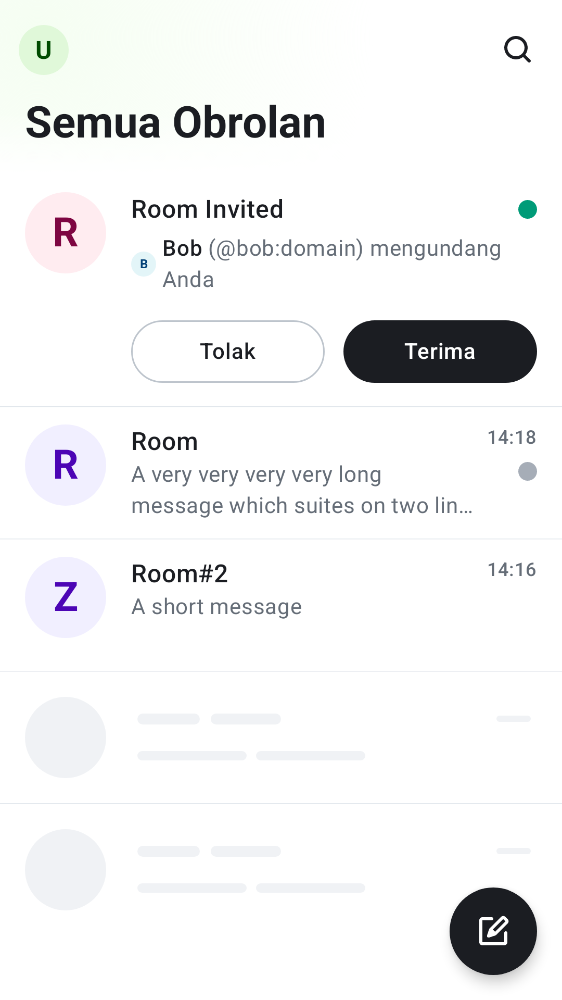 U
Semua Obrolan
R
Room Invited
B
Bob (@bob:domain) mengundang
Anda
Tolak
Terima
R
Room
14:18
A very very very very long
message which suites on two lin…
Z
Room#2
14:16
A short message